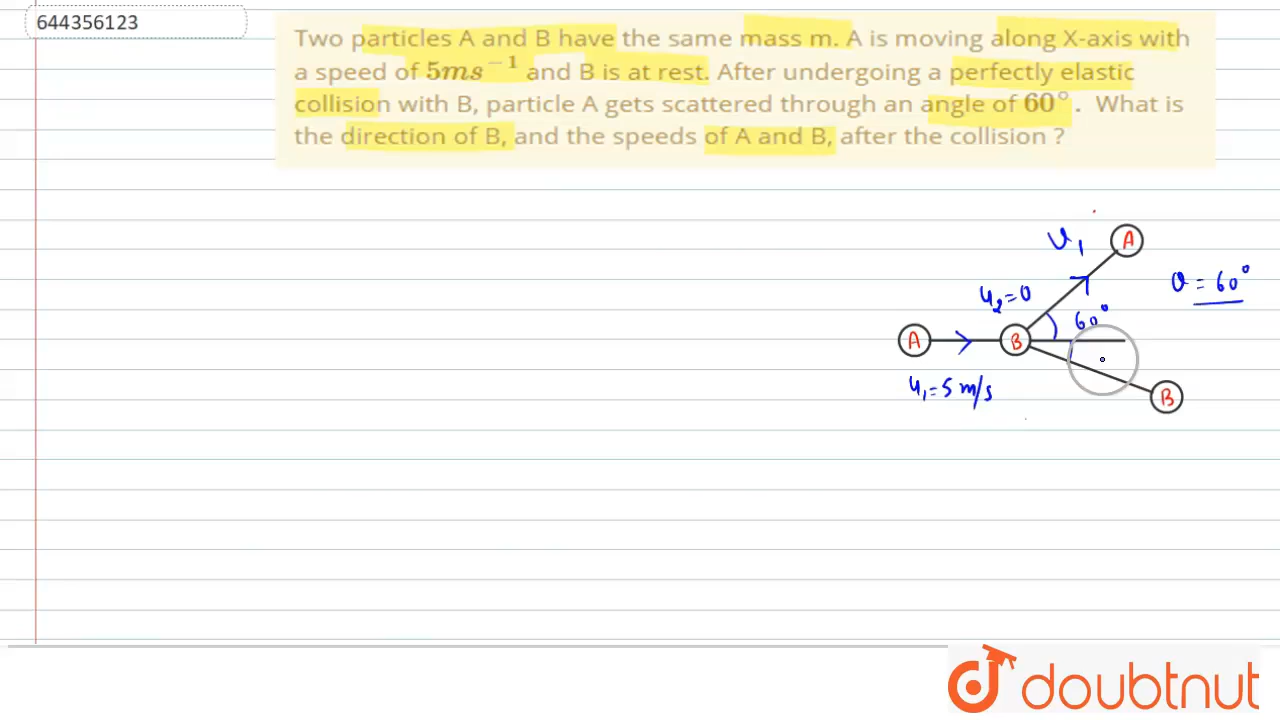 644356123
Two particles A and B have the same mass m. A is moving along X-axis with
a speed of 5ms⁻¹ and B is at rest. After undergoing a perfectly elastic
collision with B, particle A gets scattered through an angle of 60°. What is
the direction of B, and the speeds of A and B, after the collision ?
υ₁ A
θ = 60°
u₂=0
60°
A B
u₁=5 m/s
B
doubtnut